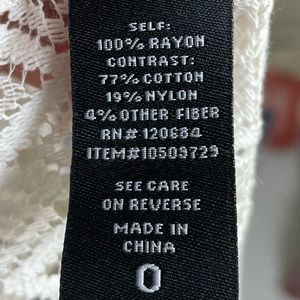 SELF:
100% RAYON
CONTRAST:
77% COTTON
19% NYLON
4% OTHER FIBER
RN# 120684
ITEM#10509723
SEE CARE
ON REVERSE
MADE IN
CHINA
0